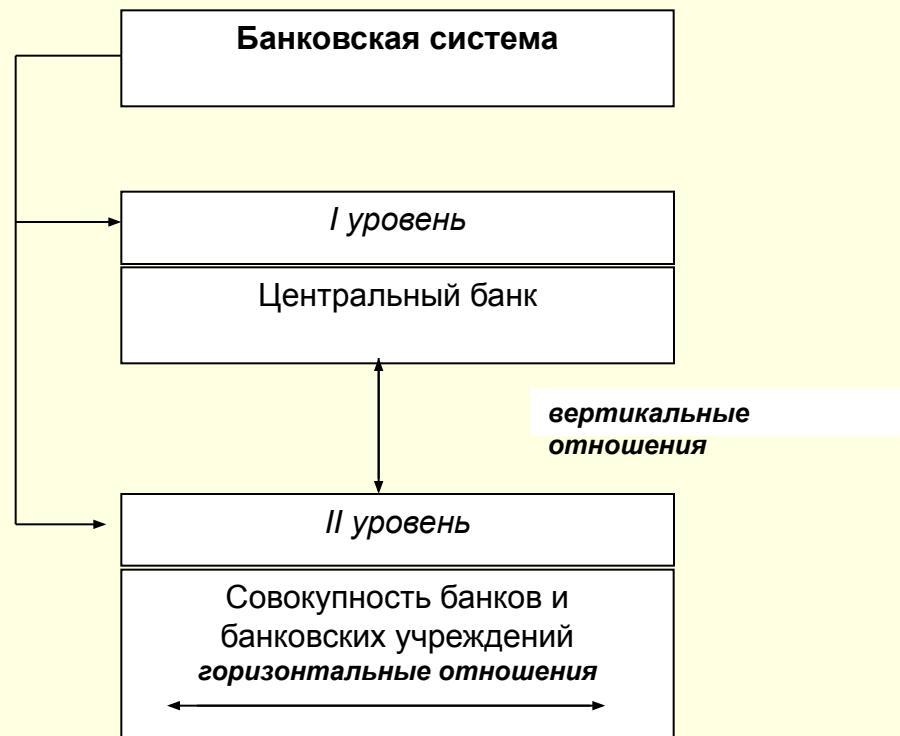 Банковская система
I уровень
Центральный банк
вертикальные
отношения
II уровень
Совокупность банков и
банковских учреждений
горизонтальные отношения